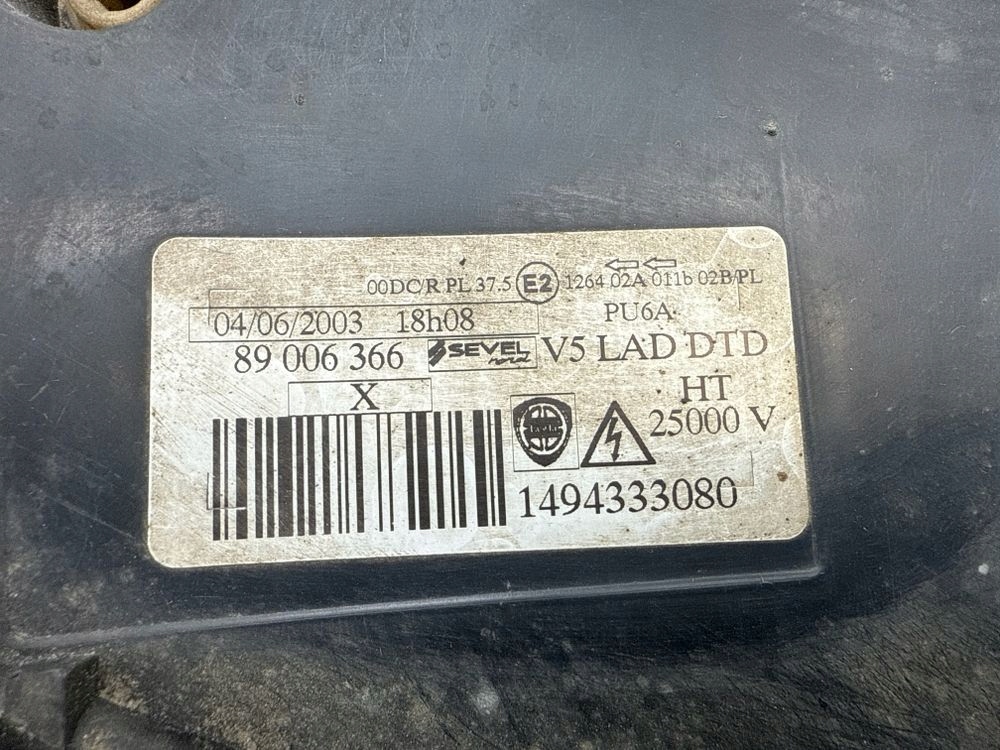 00DC/R PL 37.5 E2 1264 02A 011b 02B/PL
04/06/2003 18h08 PU6A
89 006 366 SEVEL V5 LAD DTD
X HT
25000 V
1494333080